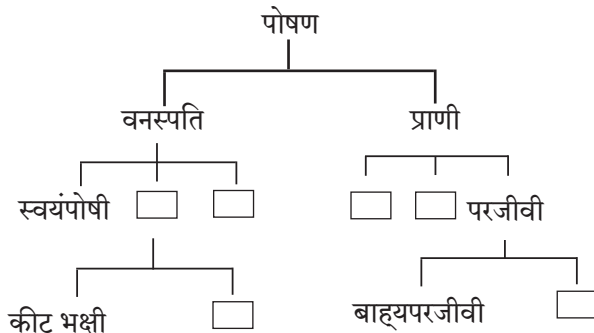 पोषण
वनस्पति प्राणी
स्वयंपोषी परजीवी
कीट भक्षी बाह्यपरजीवी